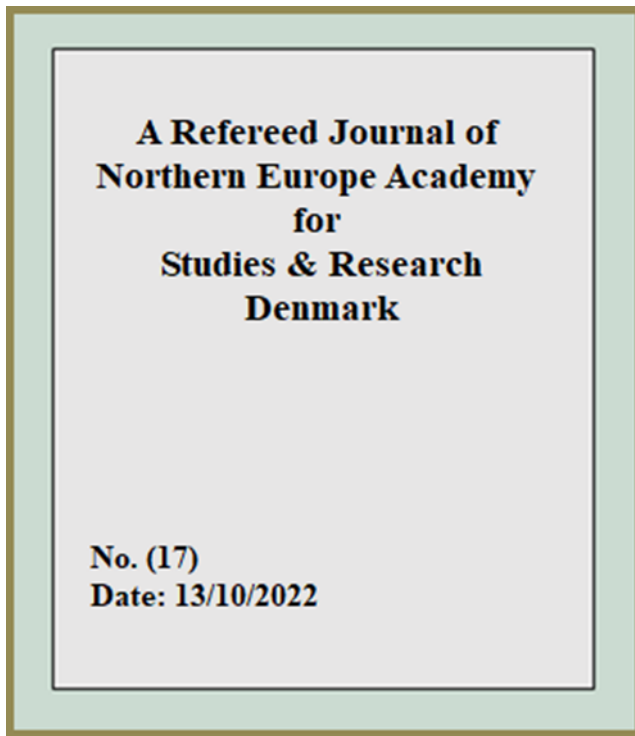 A Refereed Journal of
Northern Europe Academy
for
Studies & Research
Denmark
No. (17)
Date: 13/10/2022